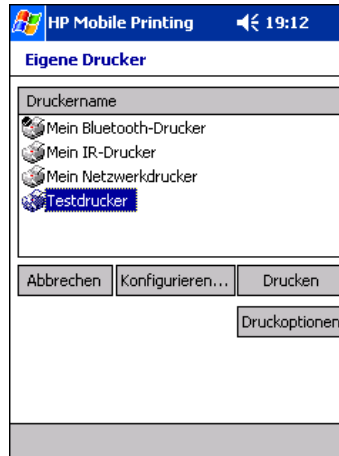 HP Mobile Printing 19:12
Eigene Drucker
Druckername
Mein Bluetooth-Drucker
Mein IR-Drucker
Mein Netzwerkdrucker
Testdrucker
Abbrechen Konfigurieren... Drucken
Druckoptionen